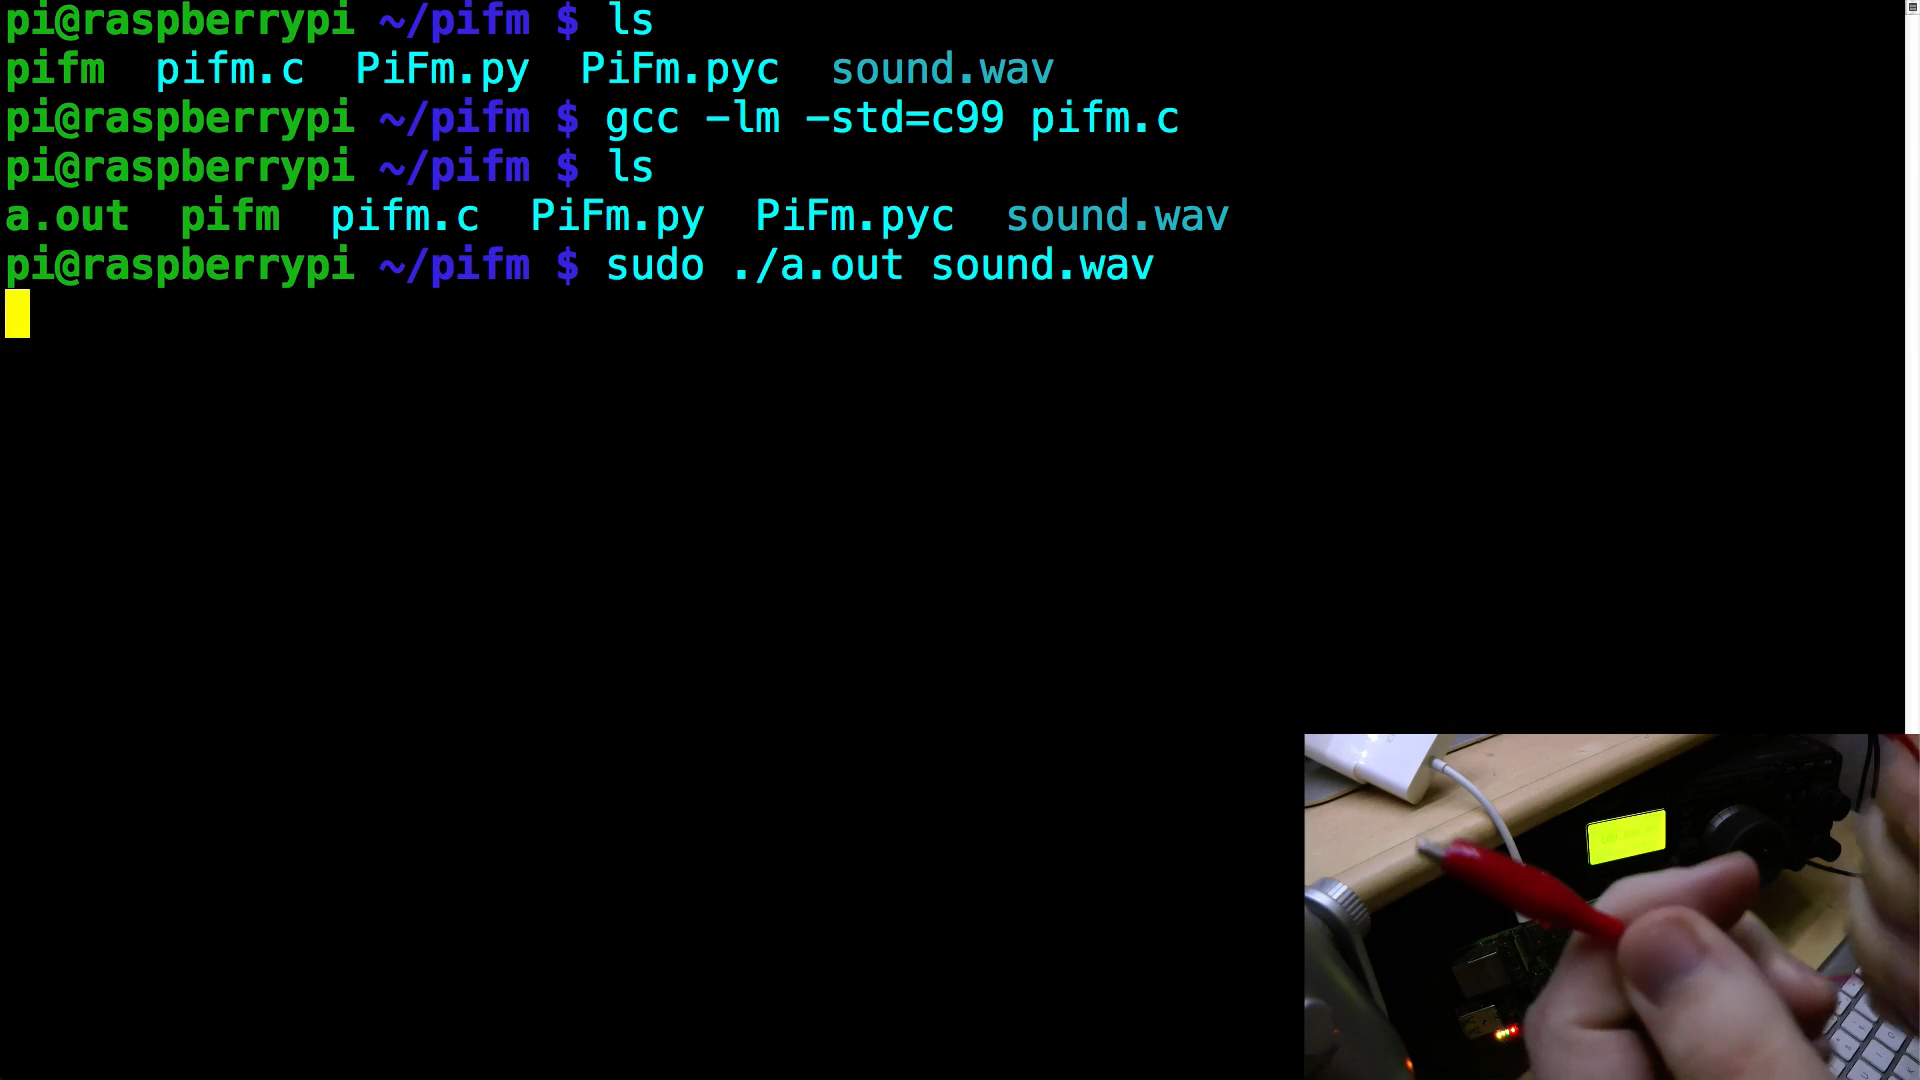 pi@raspberrypi ~/pifm $ ls
pifm pifm.c PiFm.py PiFm.pyc sound.wav
pi@raspberrypi ~/pifm $ gcc -lm -std=c99 pifm.c
pi@raspberrypi ~/pifm $ ls
a.out pifm pifm.c PiFm.py PiFm.pyc sound.wav
pi@raspberrypi ~/pifm $ sudo ./a.out sound.wav